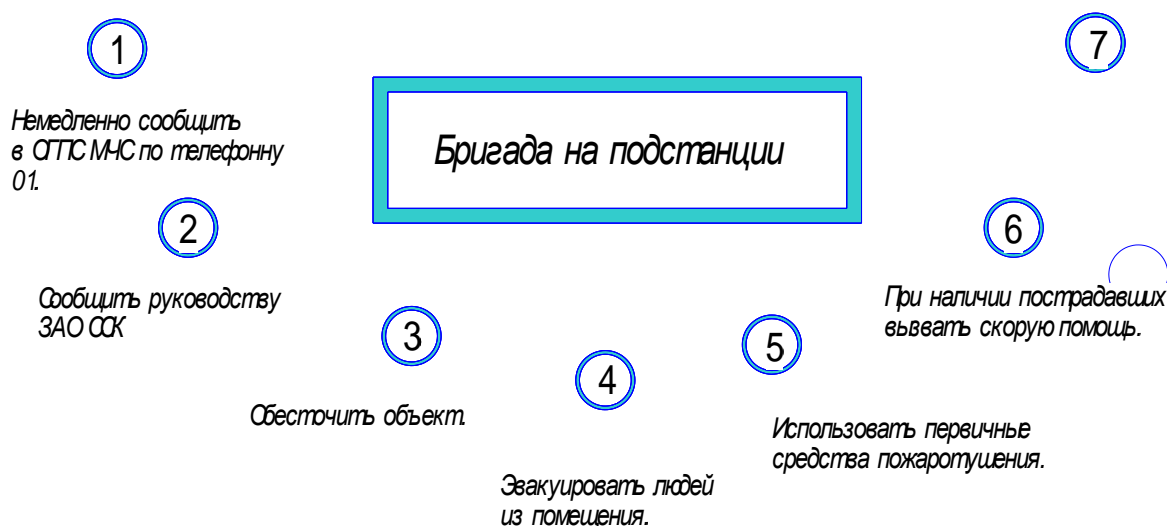 1
Немедленно сообщить
в ОГПС МЧС по телефонну
01.
2
Сообщить руководству
ЗАО ССК
3
Обесточить объект.
4
Эвакуировать людей
из помещения.
5
Использовать первичные
средства пожаротушения.
6
При наличии пострадавших
вызвать скорую помощь.
7
Бригада на подстанции